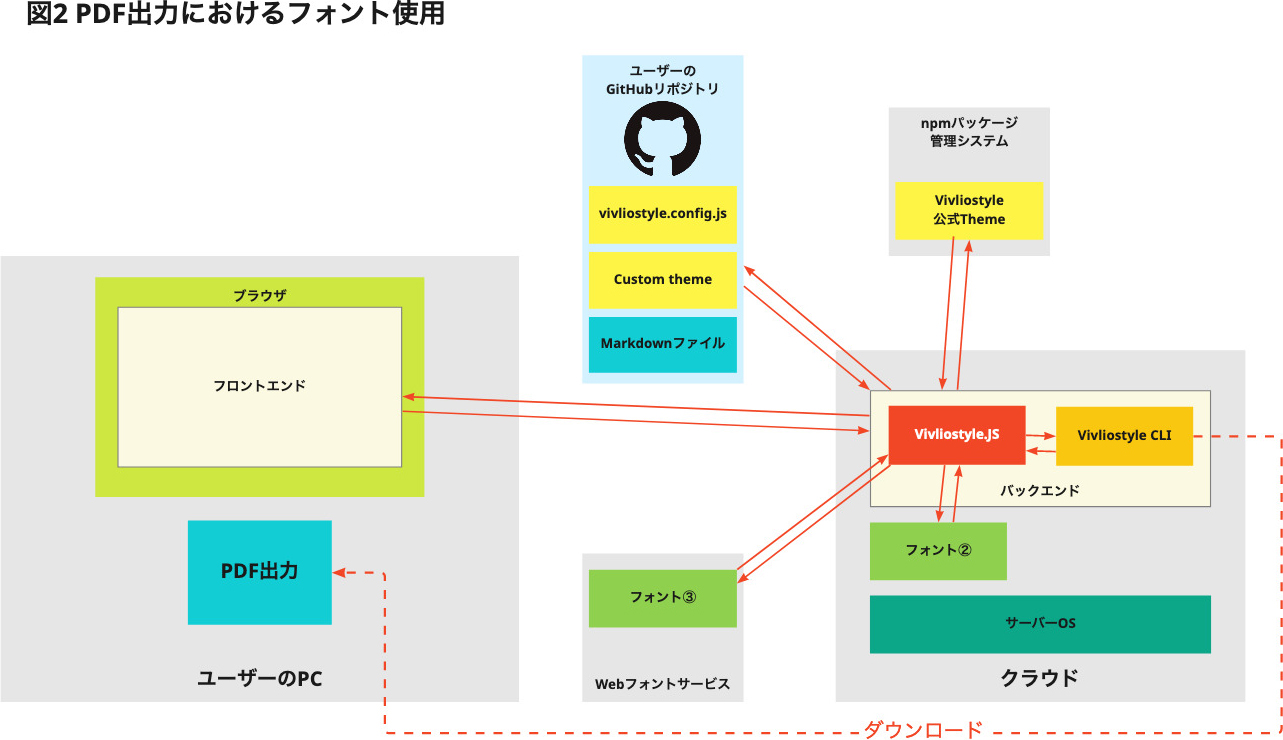 図2 PDF出力におけるフォント使用
ユーザーの
GitHubリポジトリ
vivliostyle.config.js
Custom theme
Markdownファイル
npmパッケージ
管理システム
Vivliostyle
公式Theme
ブラウザ
フロントエンド
PDF出力
ユーザーのPC
Vivliostyle.JS
Vivliostyle CLI
バックエンド
フォント②
サーバーOS
クラウド
フォント③
Webフォントサービス
ダウンロード